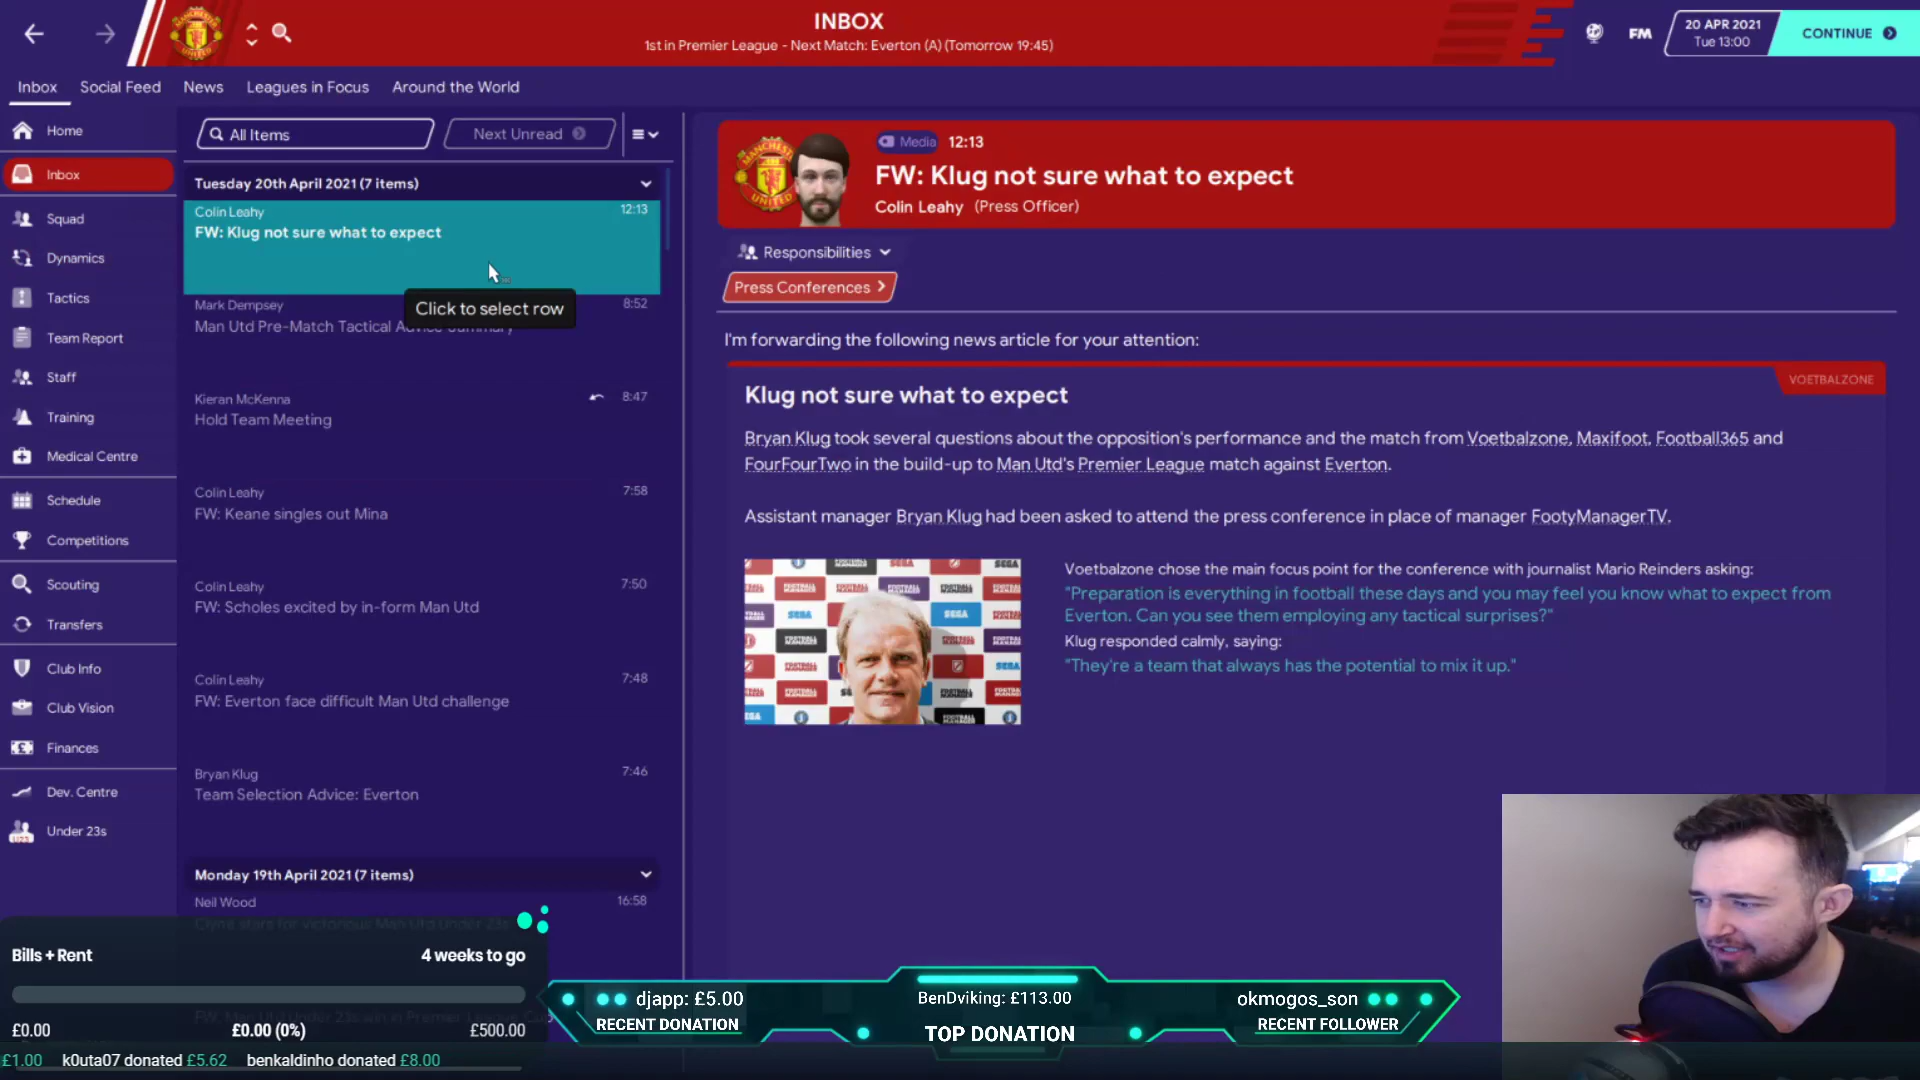 INBOX
1st in Premier League - Next Match: Everton (A) (Tomorrow 19:45)
FM
20 APR 2021
Tue 13:00
CONTINUE
Inbox
Social Feed
News
Leagues in Focus
Around the World
Home
Inbox
Squad
Dynamics
Tactics
Team Report
Staff
Training
Medical Centre
Schedule
Competitions
Scouting
Transfers
Club Info
Club Vision
Finances
Dev. Centre
Under 23s
All Items
Next Unread
Tuesday 20th April 2021 (7 items)
Colin Leahy 12:13
FW: Klug not sure what to expect
Click to select row
Mark Dempsey 8:52
Man Utd Pre-Match Tactical Advice Summary
Kieran McKenna 8:47
Hold Team Meeting
Colin Leahy 7:58
FW: Keane singles out Mina
Colin Leahy 7:50
FW: Scholes excited by in-form Man Utd
Colin Leahy 7:48
FW: Everton face difficult Man Utd challenge
Bryan Klug 7:46
Team Selection Advice: Everton
Monday 19th April 2021 (7 items)
Neil Wood 16:58
stars for victorious Man Utd Under 23s
Media 12:13
FW: Klug not sure what to expect
Colin Leahy (Press Officer)
Responsibilities
Press Conferences
I'm forwarding the following news article for your attention:
VOETBALZONE
Klug not sure what to expect
Bryan Klug took several questions about the opposition's performance and the match from Voetbalzone, Maxifoot, Football365 and
FourFourTwo in the build-up to Man Utd's Premier League match against Everton.
Assistant manager Bryan Klug had been asked to attend the press conference in place of manager FootyManagerTV.
Voetbalzone chose the main focus point for the conference with journalist Mario Reinders asking:
"Preparation is everything in football these days and you may feel you know what to expect from
Everton. Can you see them employing any tactical surprises?"
Klug responded calmly, saying:
"They're a team that always has the potential to mix it up."
MANCHESTER
UNITED
SEGA
FOOTBALL MANAGER
Bills + Rent
4 weeks to go
£0.00
£0.00 (0%)
£500.00
£1.00 k0uta07 donated £5.62 benkaldinho donated £8.00
djapp: £5.00
RECENT DONATION
BenDviking: £113.00
TOP DONATION
okmogos_son
RECENT FOLLOWER